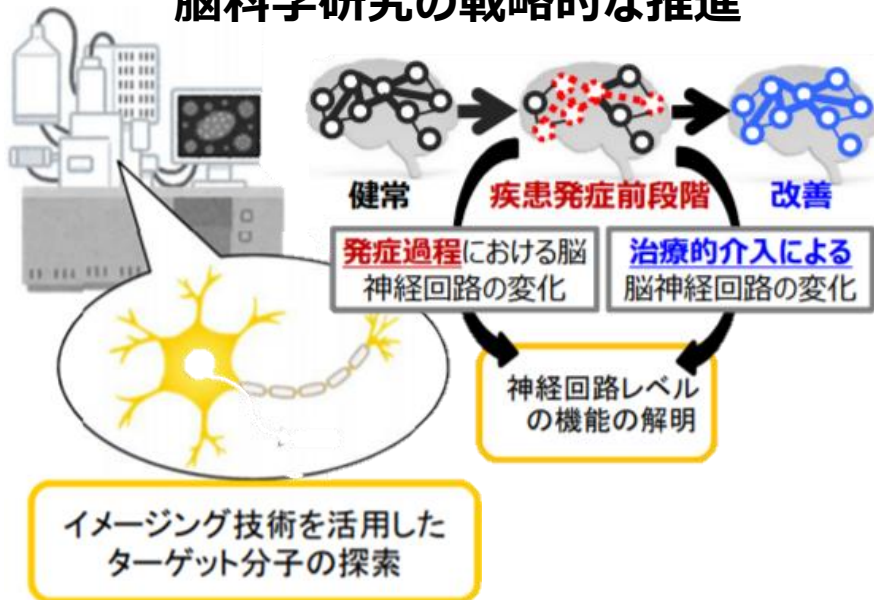 脳科学研究の戦略的な推進
健常
疾患発症前段階
改善
発症過程における脳
神経回路の変化
治療的介入による
脳神経回路の変化
神経回路レベル
の機能の解明
イメージング技術を活用した
ターゲット分子の探索